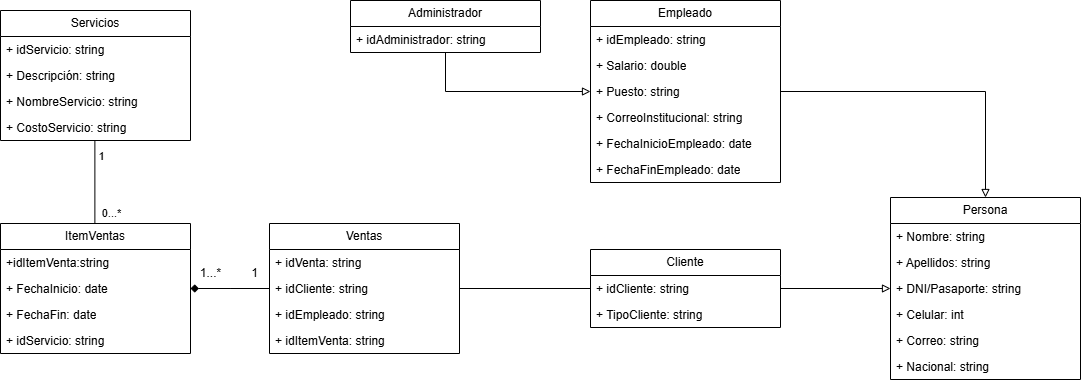 Servicios
+ idServicio: string
+ Descripción: string
+ NombreServicio: string
+ CostoServicio: string
Administrador
+ idAdministrador: string
Empleado
+ idEmpleado: string
+ Salario: double
+ Puesto: string
+ CorreoInstitucional: string
+ FechaInicioEmpleado: date
+ FechaFinEmpleado: date
1
0...*
ItemVentas
+idItemVenta:string
+ FechaInicio: date
+ FechaFin: date
+ idServicio: string
1...*
1
Ventas
+ idVenta: string
+ idCliente: string
+ idEmpleado: string
+ idItemVenta: string
Cliente
+ idCliente: string
+ TipoCliente: string
Persona
+ Nombre: string
+ Apellidos: string
+ DNI/Pasaporte: string
+ Celular: int
+ Correo: string
+ Nacional: string